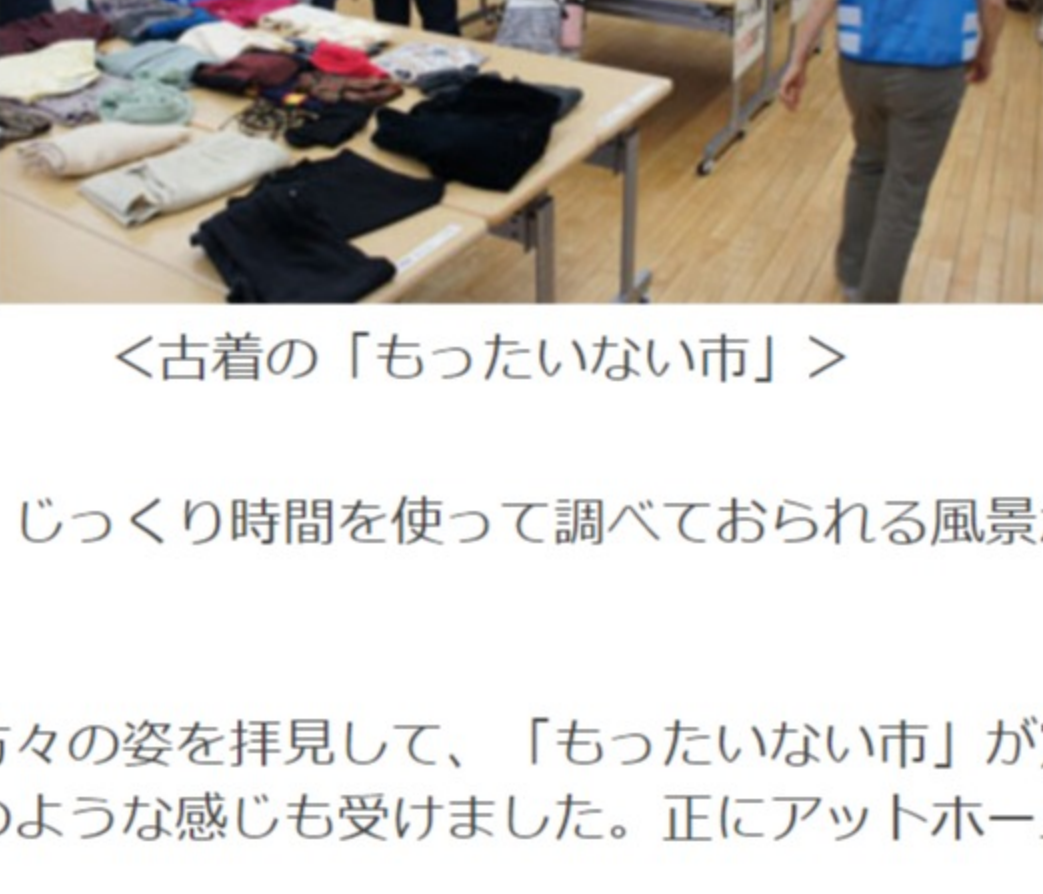 ＜古着の「もったいない市」＞
じっくり時間を使って調べておられる風景
々の姿を拝見して、「もったいない市」が
ような感じも受けました。正にアットホー